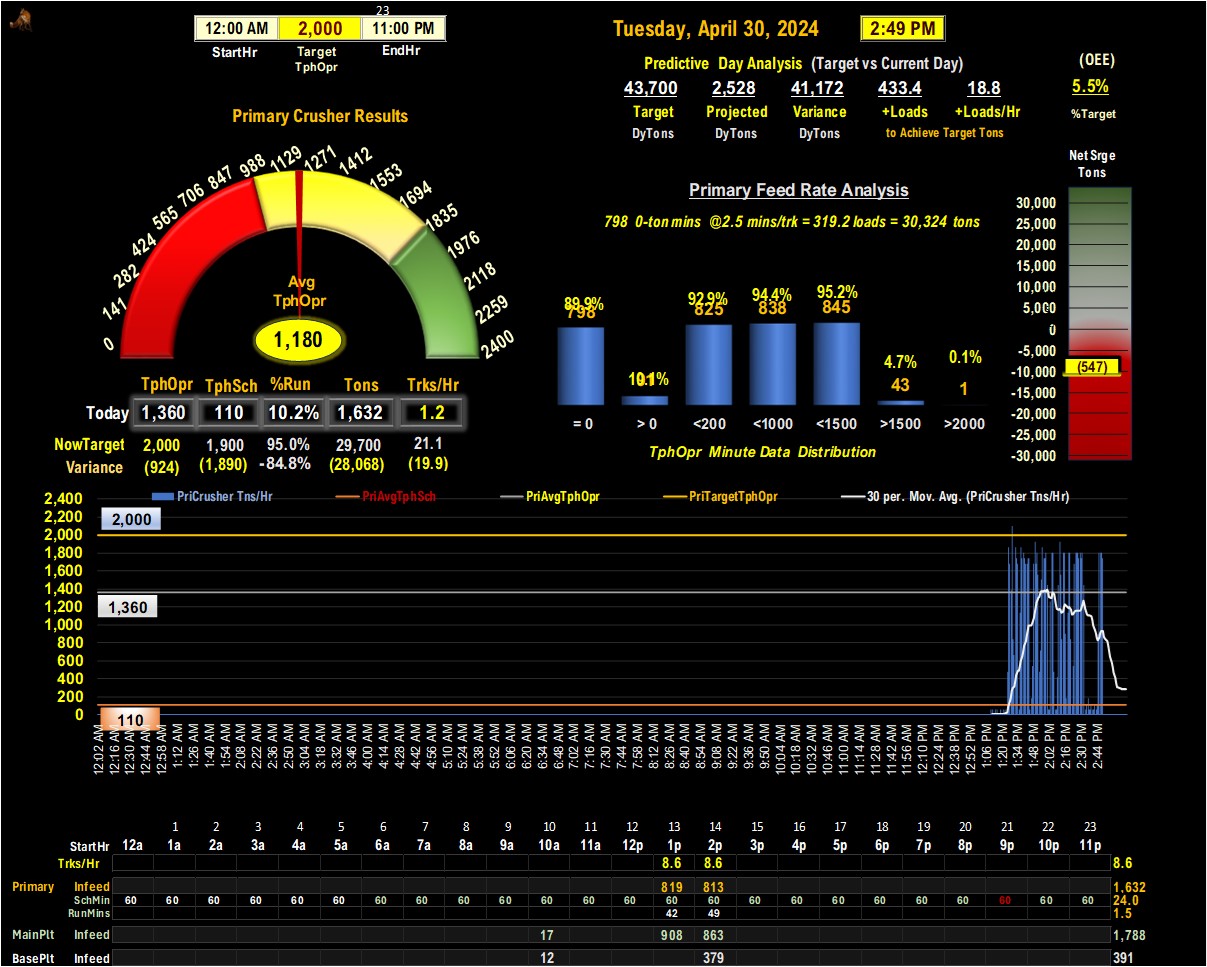 23
12:00 AM 2,000 11:00 PM
StartHr Target EndHr
TphOpr
Tuesday, April 30, 2024 2:49 PM
Predictive Day Analysis (Target vs Current Day)
43,700 2,528 41,172 433.4 18.8
Target Projected Variance +Loads +Loads/Hr
DyTons DyTons DyTons to Achieve Target Tons
(OEE)
5.5%
%Target
Primary Crusher Results
0 141 282 424 565 706 847 988 1129 1271 1412 1553 1694 1835 1976 2118 2259 2400
Avg
TphOpr
1,180
TphOpr TphSch %Run Tons Trks/Hr
Today 1,360 110 10.2% 1,632 1.2
NowTarget 2,000 1,900 95.0% 29,700 21.1
Variance (924) (1,890) -84.8% (28,068) (19.9)
Primary Feed Rate Analysis
798 0-ton mins @2.5 mins/trk = 319.2 loads = 30,324 tons
89.9% 10.1% 92.9% 94.4% 95.2% 4.7% 0.1%
798 91 825 838 845 43 1
= 0 > 0 <200 <1000 <1500 >1500 >2000
TphOpr Minute Data Distribution
Net Srge
Tons
30,000
25,000
20,000
15,000
10,000
5,000
0
-5,000
(547)
-10,000
-15,000
-20,000
-25,000
-30,000
PriCrusher Tns/Hr PriAvgTphSch PriAvgTphOpr PriTargetTphOpr 30 per. Mov. Avg. (PriCrusher Tns/Hr)
2,400
2,200
2,000
1,800
1,600
1,400
1,200
1,000
800
600
400
200
0
2,000
1,360
110
12:02 AM 12:16 AM 12:30 AM 12:44 AM 12:58 AM 1:12 AM 1:26 AM 1:40 AM 1:54 AM 2:08 AM 2:22 AM 2:36 AM 2:50 AM 3:04 AM 3:18 AM 3:32 AM 3:46 AM 4:00 AM 4:14 AM 4:28 AM 4:42 AM 4:56 AM 5:10 AM 5:24 AM 5:38 AM 5:52 AM 6:06 AM 6:20 AM 6:34 AM 6:48 AM 7:02 AM 7:16 AM 7:30 AM 7:44 AM 7:58 AM 8:12 AM 8:26 AM 8:40 AM 8:54 AM 9:08 AM 9:22 AM 9:36 AM 9:50 AM 10:04 AM 10:18 AM 10:32 AM 10:46 AM 11:00 AM 11:14 AM 11:28 AM 11:42 AM 11:56 AM 12:10 PM 12:24 PM 12:38 PM 12:52 PM 1:06 PM 1:20 PM 1:34 PM 1:48 PM 2:02 PM 2:16 PM 2:30 PM 2:44 PM
1 2 3 4 5 6 7 8 9 10 11 12 13 14 15 16 17 18 19 20 21 22 23
StartHr 12a 1a 2a 3a 4a 5a 6a 7a 8a 9a 10a 11a 12p 1p 2p 3p 4p 5p 6p 7p 8p 9p 10p 11p
Trks/Hr 8.6 8.6 8.6
Primary Infeed 819 813 1,632
SchMin 60 60 60 60 60 60 60 60 60 60 60 60 60 60 60 60 60 60 60 60 60 60 60 60 24.0
RunMins 42 49 1.5
MainPlt Infeed 17 908 863 1,788
BasePlt Infeed 12 379 391